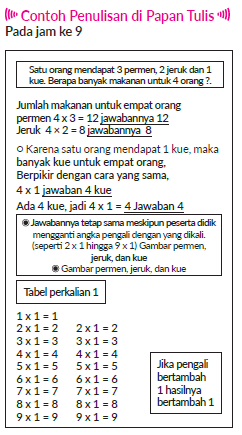 Contoh Penulisan di Papan Tulis
Pada jam ke 9
Satu orang mendapat 3 permen, 2 jeruk dan 1
kue. Berapa banyak makanan untuk 4 orang ?.
Jumlah makanan untuk empat orang
permen 4 x 3 = 12 jawabannya 12
Jeruk 4 × 2 = 8 jawabannya 8
○ Karena satu orang mendapat 1 kue, maka
banyak kue untuk empat orang,
Berpikir dengan cara yang sama,
4 x 1 jawaban 4 kue
Ada 4 kue, jadi 4 x 1 = 4 Jawaban 4
◉ Jawabannya tetap sama meskipun peserta didik
mengganti angka pengali dengan yang dikali.
(seperti 2 x 1 hingga 9 x 1) Gambar permen,
jeruk, dan kue
◉ Gambar permen, jeruk, dan kue
Tabel perkalian 1
1 x 1 = 1
2 x 1 = 2 2 x 1 = 2
3 x 1 = 3 3 x 1 = 3
4 x 1 = 4 4 x 1 = 4
5 x 1 = 5 5 x 1 = 5
6 x 1 = 6 6 x 1 = 6
7 x 1 = 7 7 x 1 = 7
8 x 1 = 8 8 x 1 = 8
9 x 1 = 9 9 x 1 = 9
Jika pengali
bertambah
1 hasilnya
bertambah 1